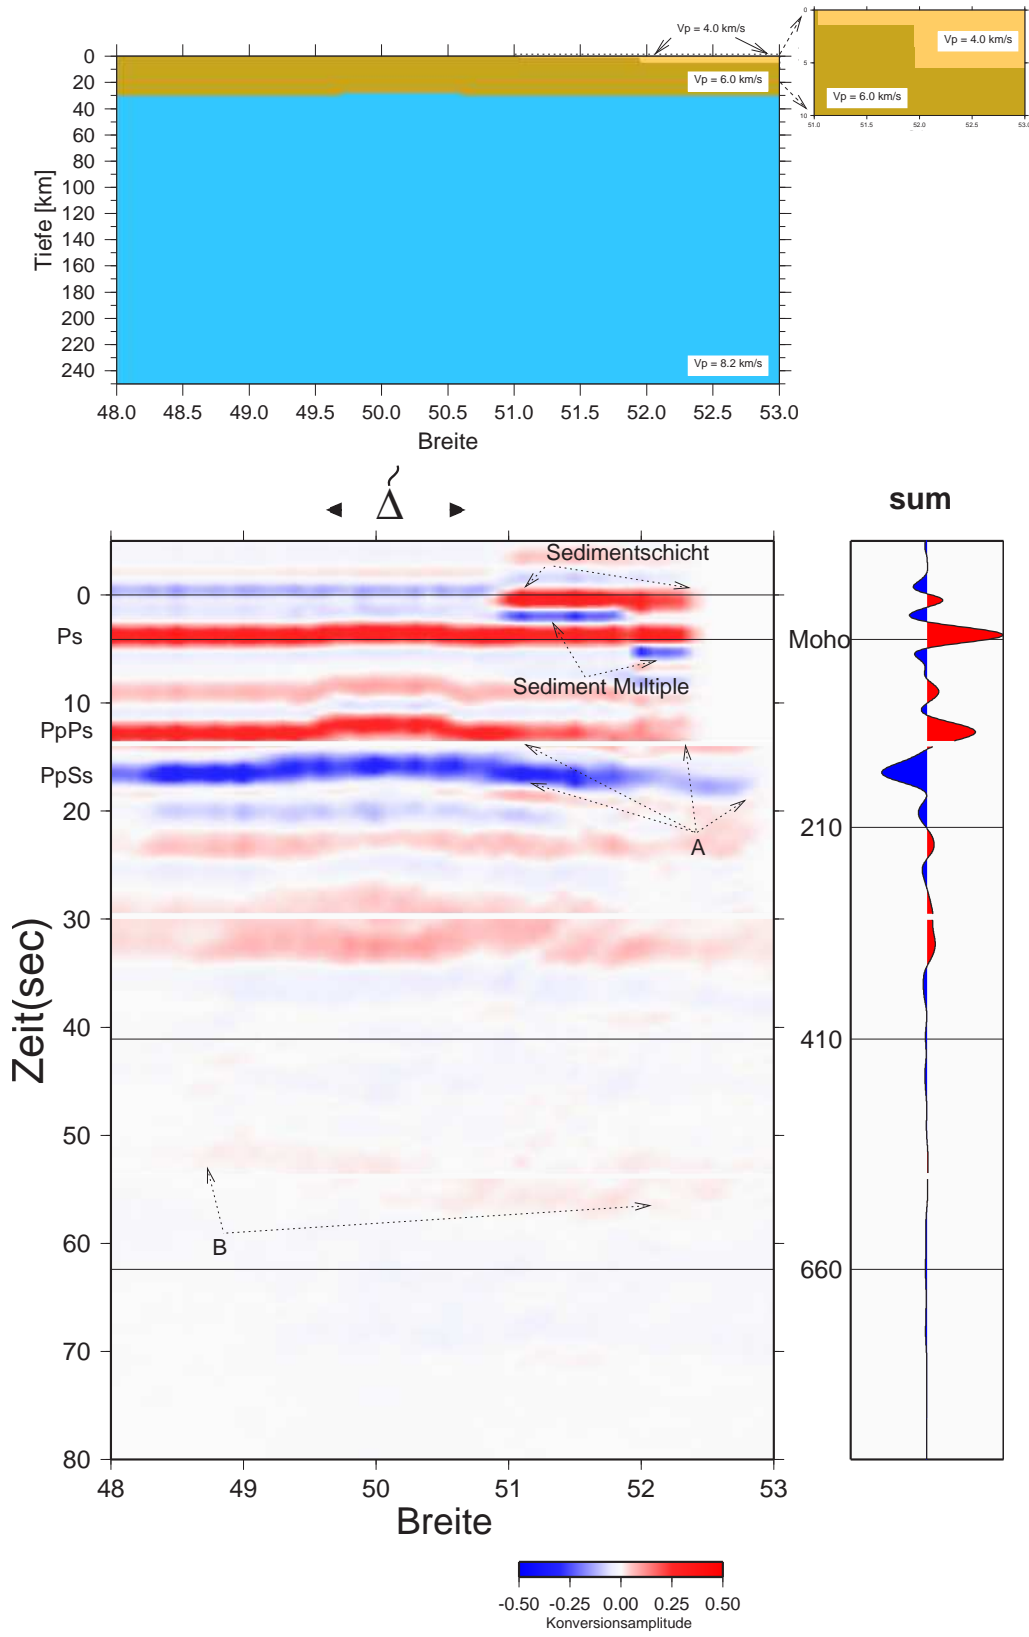 Vp = 4.0 km/s
0
20
40
60
80
100
120
140
160
180
200
220
240
Tiefe [km]
Vp = 6.0 km/s
Vp = 8.2 km/s
48.0 48.5 49.0 49.5 50.0 50.5 51.0 51.5 52.0 52.5 53.0
Breite
0
5
10
Vp = 4.0 km/s
Vp = 6.0 km/s
51.0 51.5 52.0 52.5 53.0
~
Δ
sum
Sedimentschicht
0
Ps
Moho
Sediment Multiple
10
PpPs
PpSs
20
210
A
30
Zeit(sec)
40
410
50
B
60
660
70
80
48 49 50 51 52 53
Breite
-0.50 -0.25 0.00 0.25 0.50
Konversionsamplitude